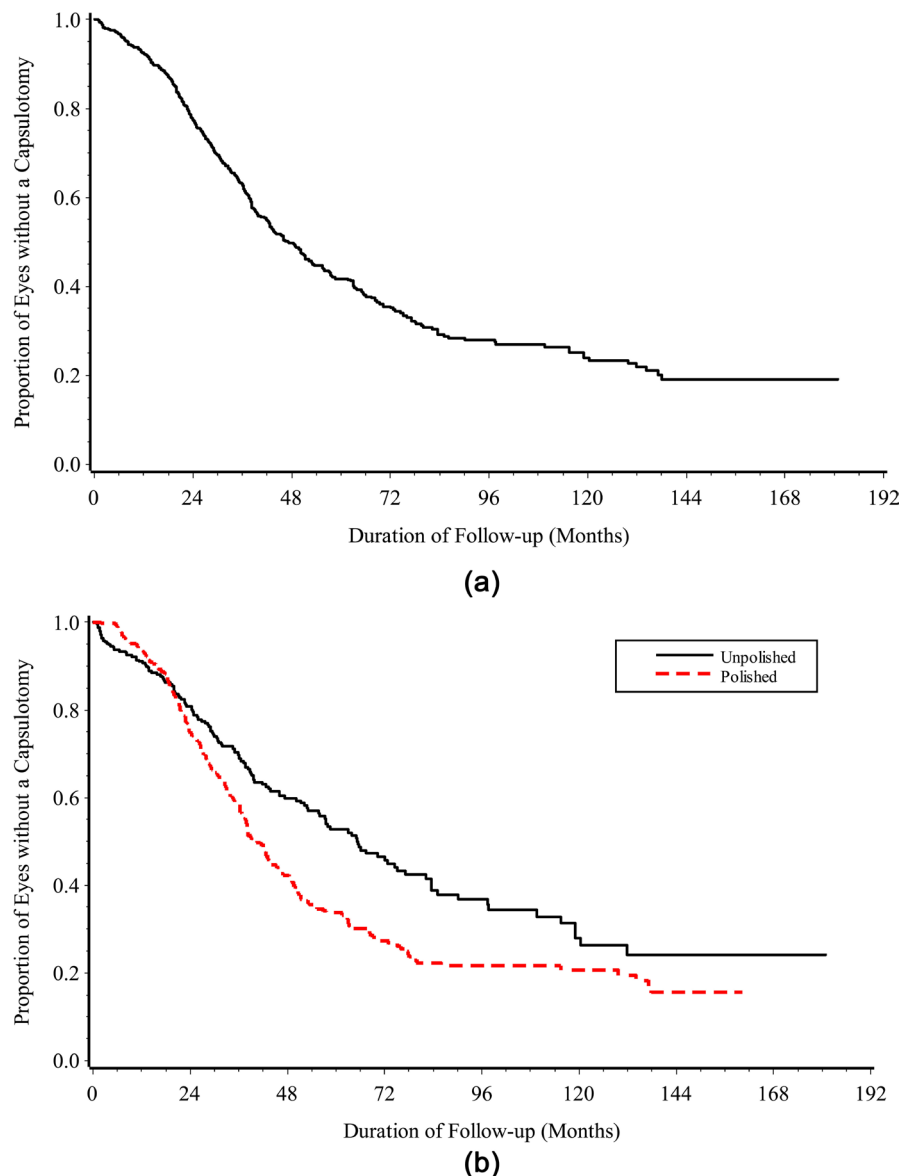 Proportion of Eyes without a Capsulotomy
1.0
0.8
0.6
0.4
0.2
0.0
0 24 48 72 96 120 144 168 192
Duration of Follow-up (Months)
(a)
Proportion of Eyes without a Capsulotomy
1.0
0.8
0.6
0.4
0.2
0.0
Unpolished
Polished
0 24 48 72 96 120 144 168 192
Duration of Follow-up (Months)
(b)